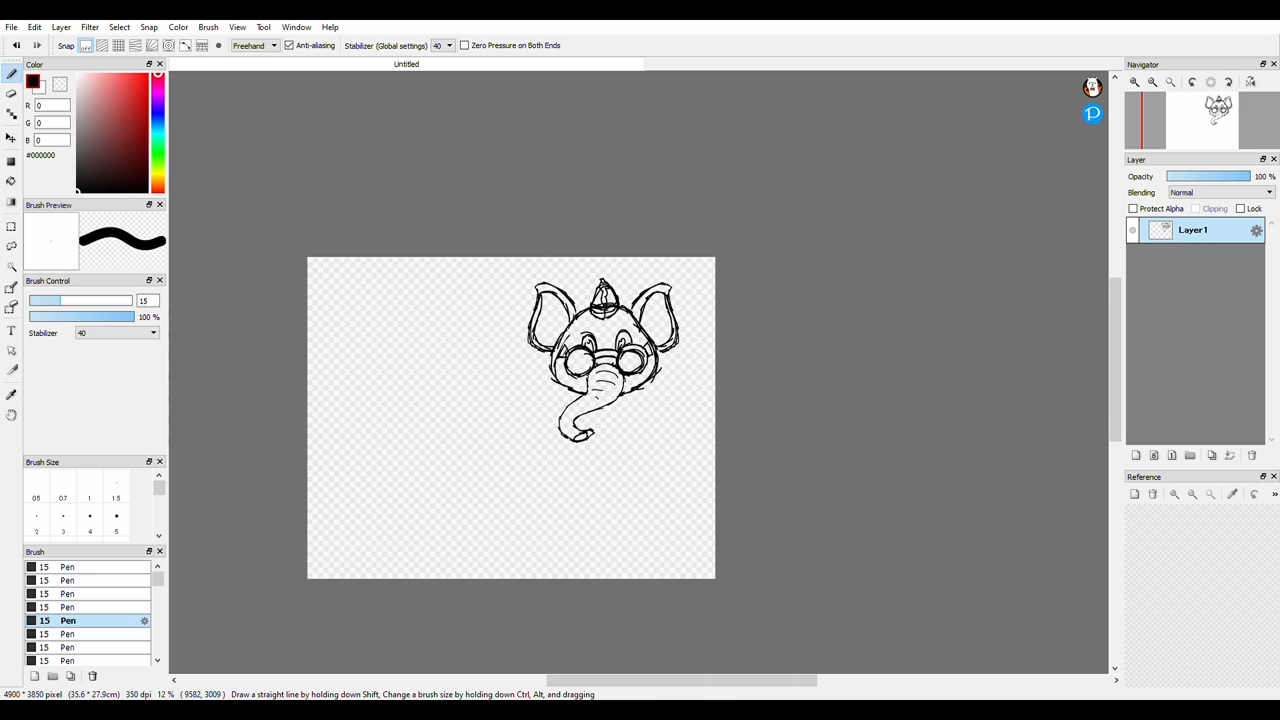 File Edit Layer Filter Select Snap Color Brush View Tool Window Help
Snap Freehand Anti-aliasing Stabilizer (Global settings) 40 Zero Pressure on Both Ends
Color
Untitled
Navigator
R 0
G 0
B 0
#000000
Layer
Opacity 100 %
Blending Normal
Protect Alpha Clipping Lock
Layer1
Brush Preview
Brush Control
15
100 %
Stabilizer 40
Brush Size
0.5 0.7 1 1.5
2 3 4 5
Reference
Brush
15 Pen
15 Pen
15 Pen
15 Pen
15 Pen
15 Pen
15 Pen
15 Pen
4900 * 3850 pixel (35.6 * 27.9cm) 350 dpi 12 % ( 9582, 3009 ) Draw a straight line by holding down Shift, Change a brush size by holding down Ctrl, Alt, and dragging